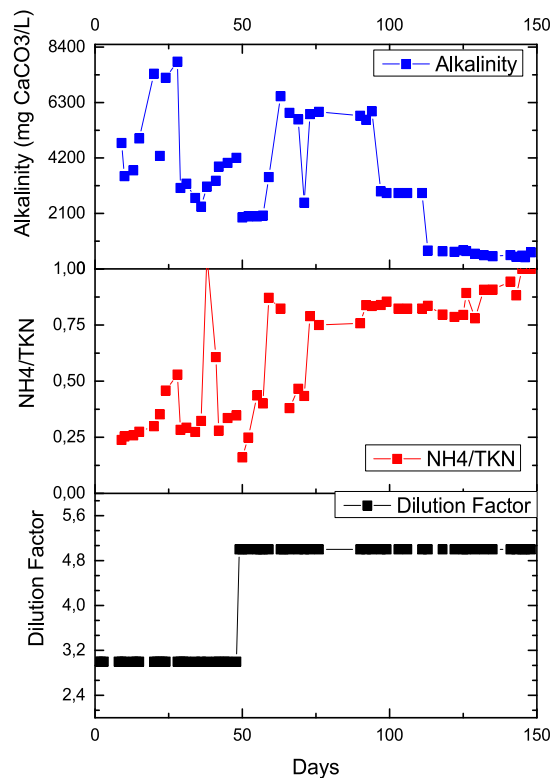 0 50 100 150
8400
6300
4200
2100
Alkalinity (mg CaCO3/L)
Alkalinity
1,00
0,75
0,50
0,25
0,00
NH4/TKN
NH4/TKN
5,6
4,8
4,0
3,2
2,4
Dilution Factor
Dilution Factor
0 50 100 150
Days